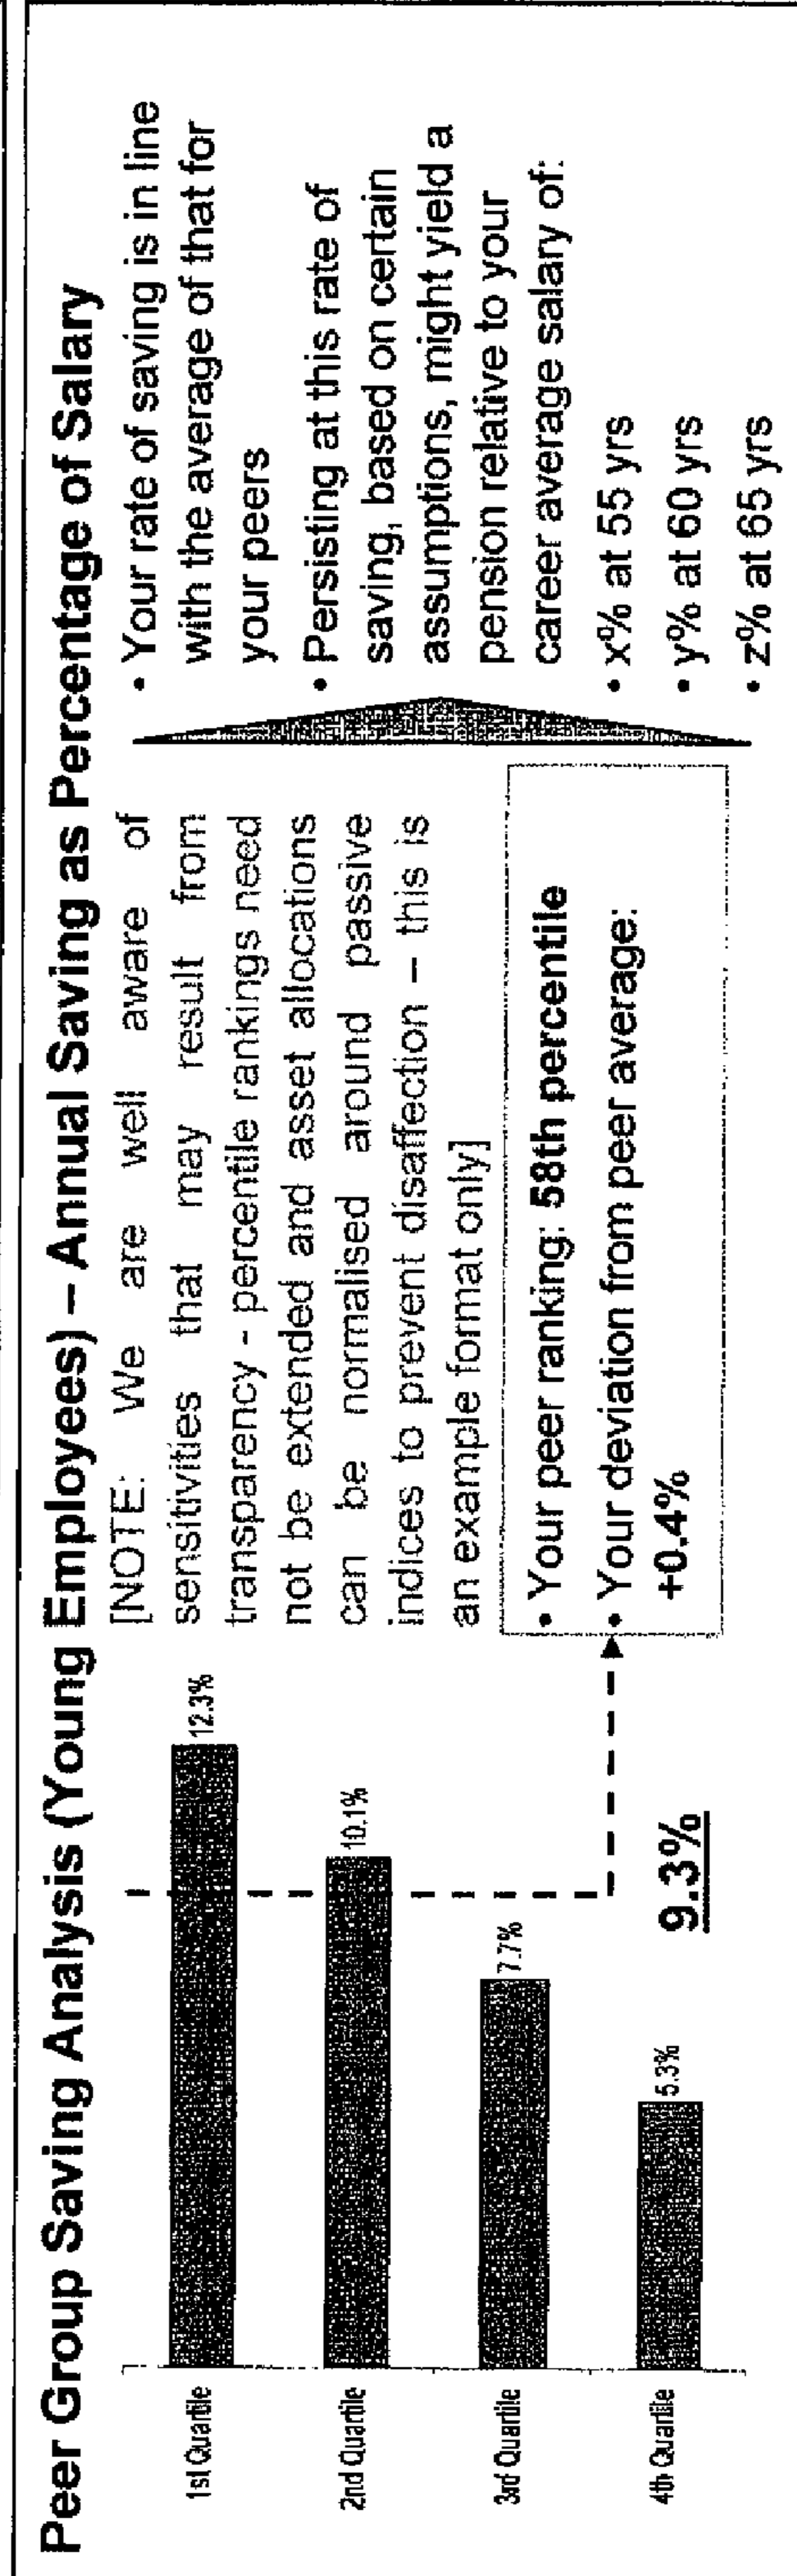 Peer Group Saving Analysis (Young Employees) – Annual Saving as Percentage of Salary
1st Quartile
12.3%
2nd Quartile
10.1%
3rd Quartile
7.7%
4th Quartile
5.3%
9.3%
[NOTE: We are well aware of
sensitivities that may result from
transparency - percentile rankings need
not be extended and asset allocations
can be normalised around passive
indices to prevent disaffection – this is
an example format only]
• Your peer ranking: 58th percentile
• Your deviation from peer average:
+0.4%
• Your rate of saving is in line
with the average of that for
your peers
• Persisting at this rate of
saving, based on certain
assumptions, might yield a
pension relative to your
career average salary of:
• x% at 55 yrs
• y% at 60 yrs
• z% at 65 yrs